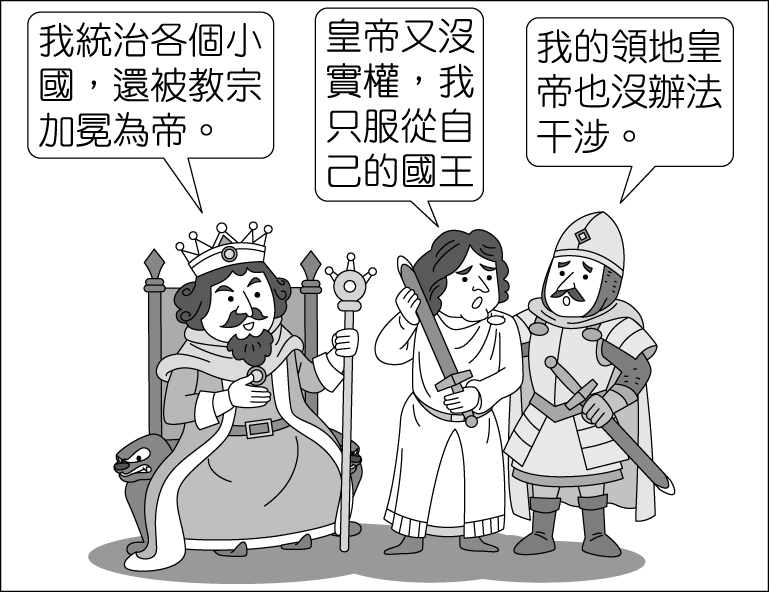 我統治各個小
國，還被教宗
加冕為帝。
皇帝又沒
實權，我
只服從自
己的國王
我的領地皇
帝也沒辦法
干涉。